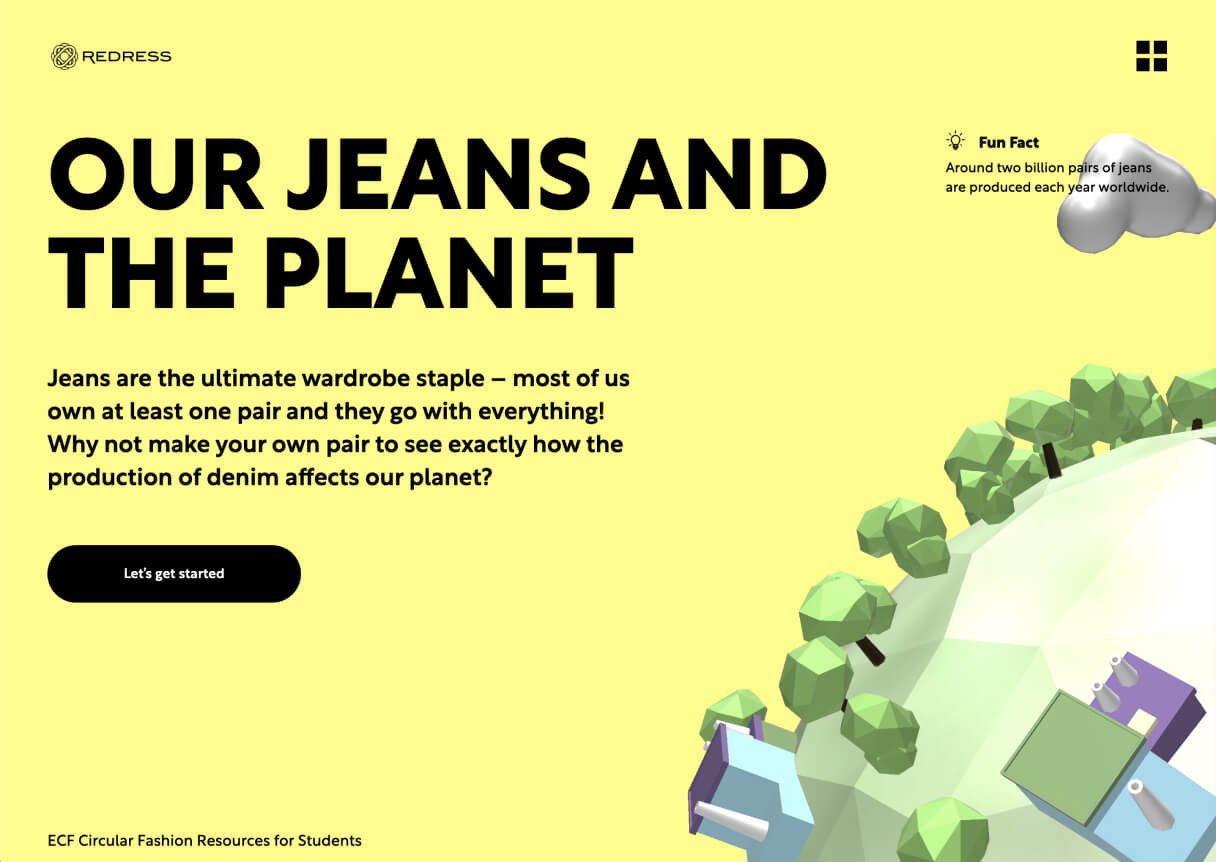 REDRESS
OUR JEANS AND
THE PLANET
Fun Fact
Around two billion pairs of jeans
are produced each year worldwide.
Jeans are the ultimate wardrobe staple – most of us
own at least one pair and they go with everything!
Why not make your own pair to see exactly how the
production of denim affects our planet?
Let's get started
ECF Circular Fashion Resources for Students